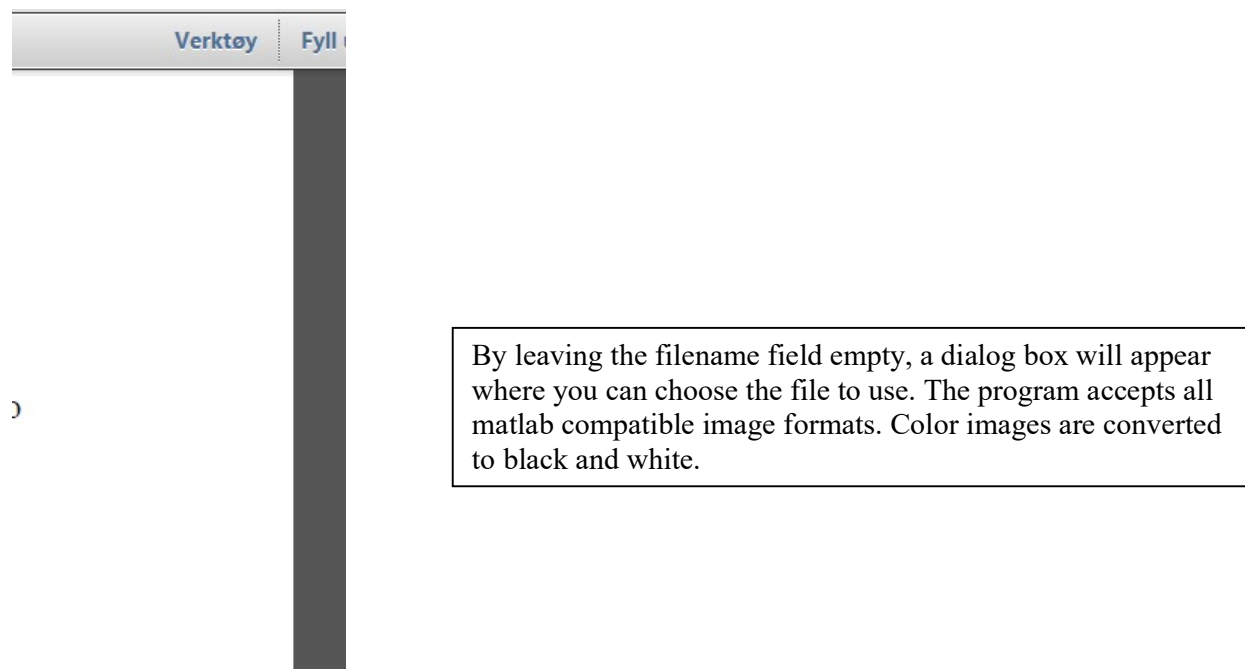 Verktøy Fyll
By leaving the filename field empty, a dialog box will appear
where you can choose the file to use. The program accepts all
matlab compatible image formats. Color images are converted
to black and white.